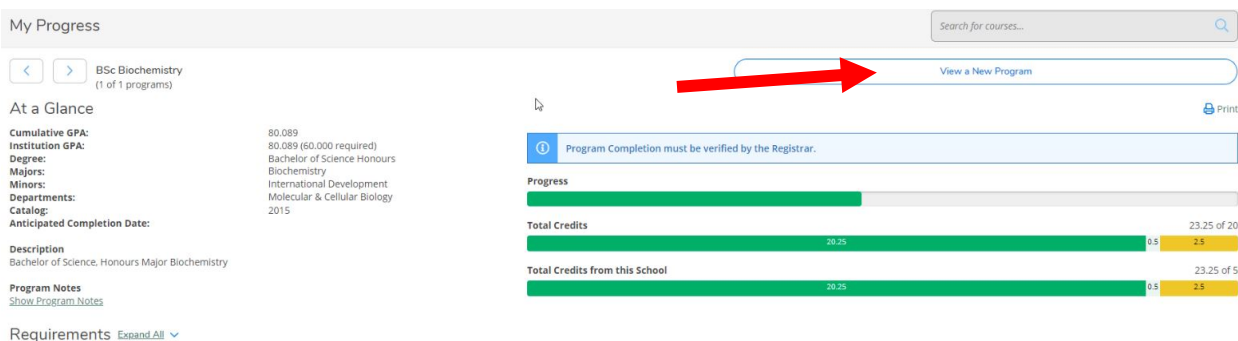 My Progress
Search for courses...
BSc Biochemistry
(1 of 1 programs)
View a New Program
At a Glance
Print
Cumulative GPA: 80.089
Institution GPA: 80.089 (60.000 required)
Degree: Bachelor of Science Honours
Majors: Biochemistry
Minors: International Development
Departments: Molecular & Cellular Biology
Catalog: 2015
Anticipated Completion Date:
Description
Bachelor of Science, Honours Major Biochemistry
Program Notes
Show Program Notes
Program Completion must be verified by the Registrar.
Progress
Total Credits 23.25 of 20
20.25 0.5 2.5
Total Credits from this School 23.25 of 5
20.25 0.5 2.5
Requirements Expand All